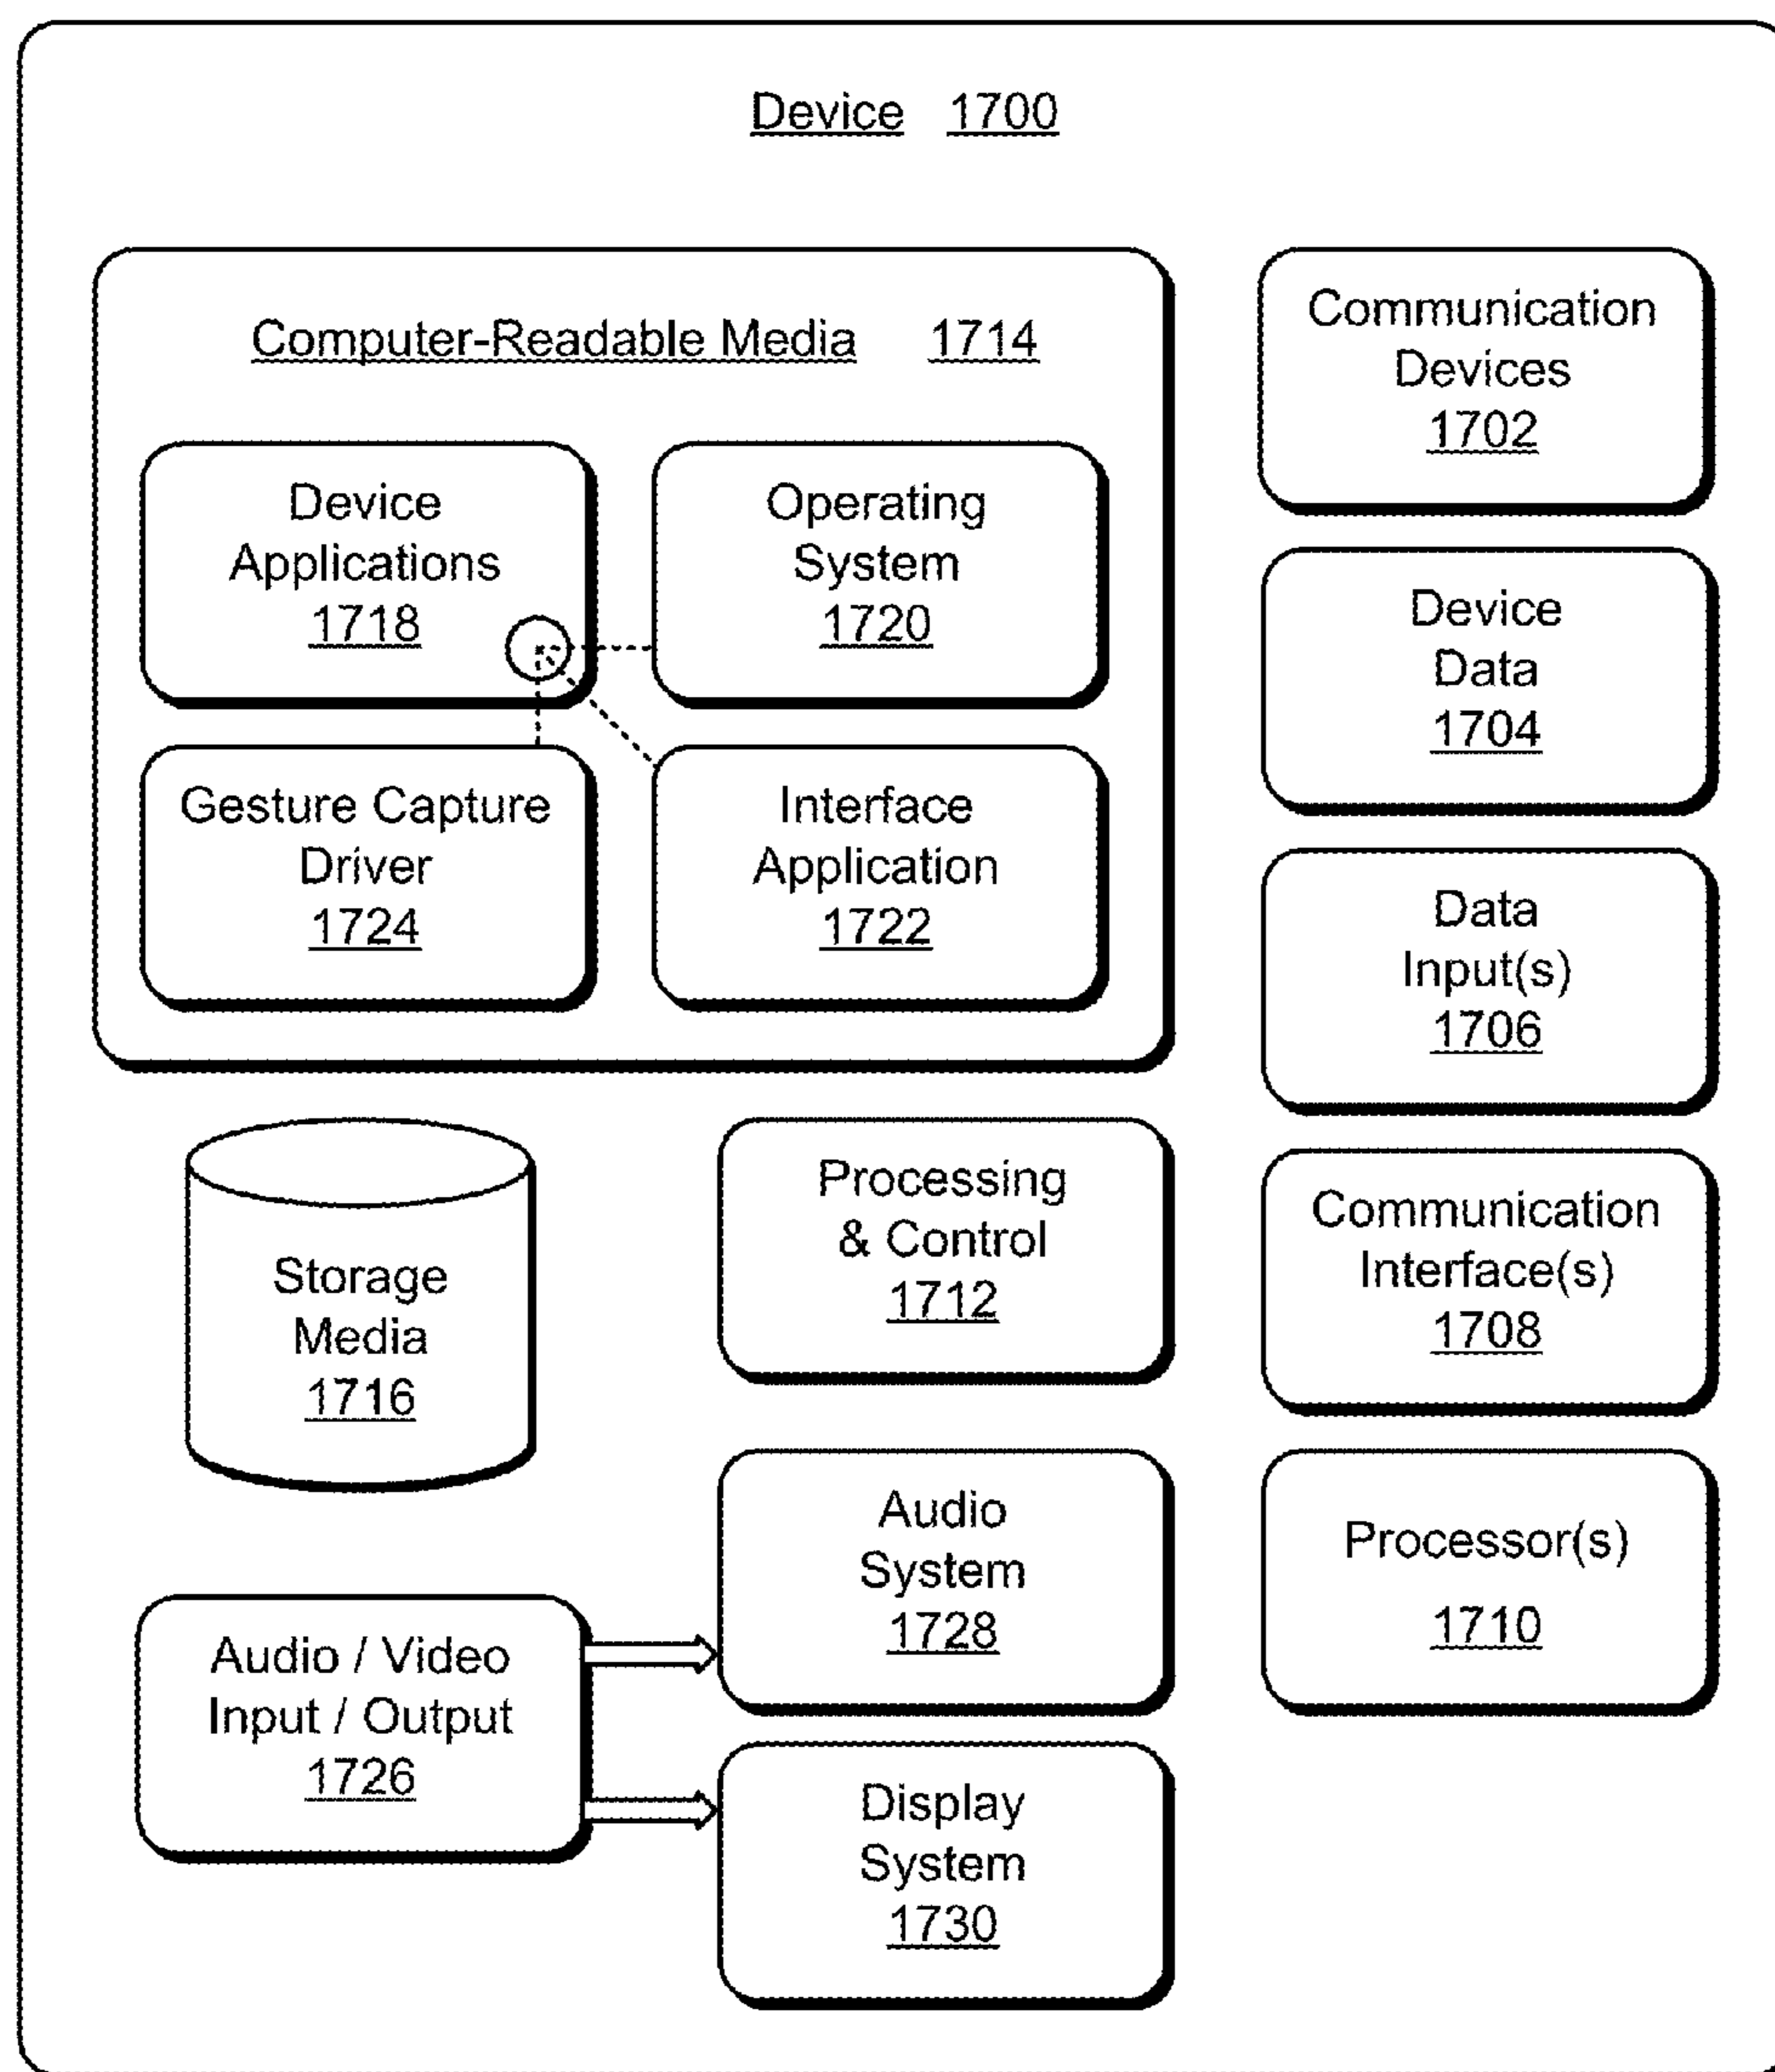 Device 1700
Computer-Readable Media 1714
Device
Applications
1718
Operating
System
1720
Gesture Capture
Driver
1724
Interface
Application
1722
Communication
Devices
1702
Device
Data
1704
Data
Input(s)
1706
Communication
Interface(s)
1708
Processor(s)
1710
Storage
Media
1716
Processing
& Control
1712
Audio / Video
Input / Output
1726
Audio
System
1728
Display
System
1730